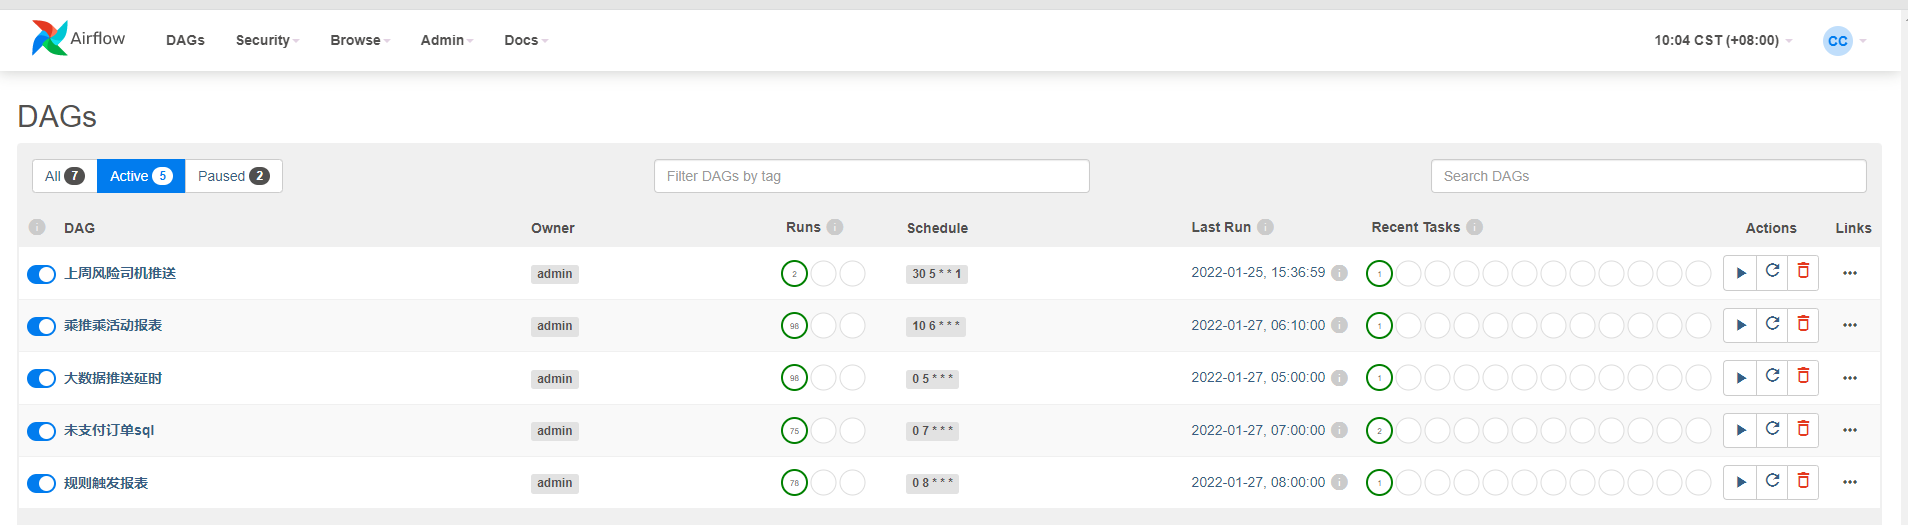 Airflow DAGs Security Browse Admin Docs 10:04 CST (+08:00) CC
DAGs
All 7 Active 5 Paused 2 Filter DAGs by tag Search DAGs
i DAG Owner Runs i Schedule Last Run i Recent Tasks i Actions Links
上周风险司机推送 admin 2 30 5 * * 1 2022-01-25, 15:36:59 i 1
乘推乘活动报表 admin 98 10 6 * * * 2022-01-27, 06:10:00 i 1
大数据推送延时 admin 98 0 5 * * * 2022-01-27, 05:00:00 i 1
未支付订单sql admin 75 0 7 * * * 2022-01-27, 07:00:00 i 2
规则触发报表 admin 78 0 8 * * * 2022-01-27, 08:00:00 i 1